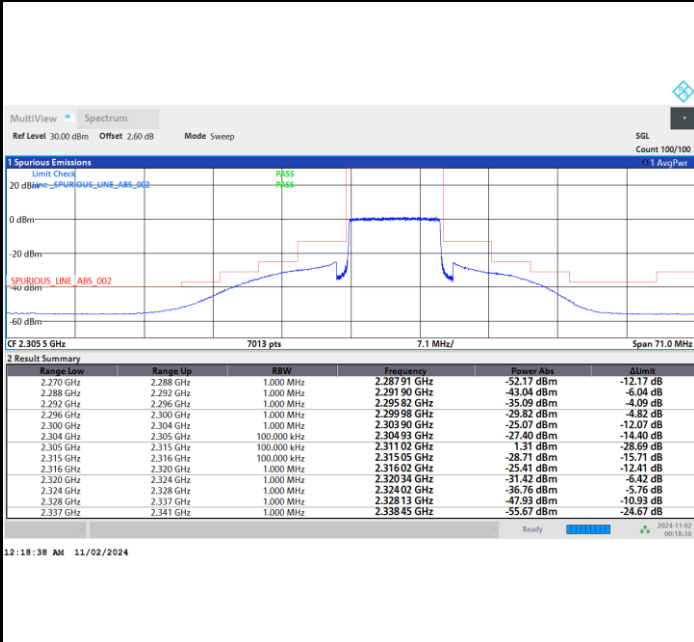 MultiView Spectrum
Ref Level 30.00 dBm Offset 2.60 dB Mode Sweep SGL
Count 100/100
1 Spurious Emissions 1 AvgPwr
Limit Check PASS
20 dBm
Line _SPURIOUS_LINE_ABS_002 PASS
0 dBm
-20 dBm
SPURIOUS_LINE_ABS_002
-40 dBm
-60 dBm
CF 2.305 5 GHz 7013 pts 7.1 MHz/ Span 71.0 MHz
2 Result Summary
Range Low Range Up RBW Frequency Power Abs ΔLimit
2.270 GHz 2.288 GHz 1.000 MHz 2.287 91 GHz -52.17 dBm -12.17 dB
2.288 GHz 2.292 GHz 1.000 MHz 2.291 90 GHz -43.04 dBm -6.04 dB
2.292 GHz 2.296 GHz 1.000 MHz 2.295 82 GHz -35.09 dBm -4.09 dB
2.296 GHz 2.300 GHz 1.000 MHz 2.299 98 GHz -29.82 dBm -4.82 dB
2.300 GHz 2.304 GHz 1.000 MHz 2.303 90 GHz -25.07 dBm -12.07 dB
2.304 GHz 2.305 GHz 100.000 kHz 2.304 93 GHz -27.40 dBm -14.40 dB
2.305 GHz 2.315 GHz 100.000 kHz 2.311 02 GHz 1.31 dBm -28.69 dB
2.315 GHz 2.316 GHz 100.000 kHz 2.315 05 GHz -28.71 dBm -15.71 dB
2.316 GHz 2.320 GHz 1.000 MHz 2.316 02 GHz -25.41 dBm -12.41 dB
2.320 GHz 2.324 GHz 1.000 MHz 2.320 34 GHz -31.42 dBm -6.42 dB
2.324 GHz 2.328 GHz 1.000 MHz 2.324 02 GHz -36.76 dBm -5.76 dB
2.328 GHz 2.337 GHz 1.000 MHz 2.328 13 GHz -47.93 dBm -10.93 dB
2.337 GHz 2.341 GHz 1.000 MHz 2.338 45 GHz -55.67 dBm -24.67 dB
Ready 2024-11-02
00:18:38
12:18:38 AM 11/02/2024